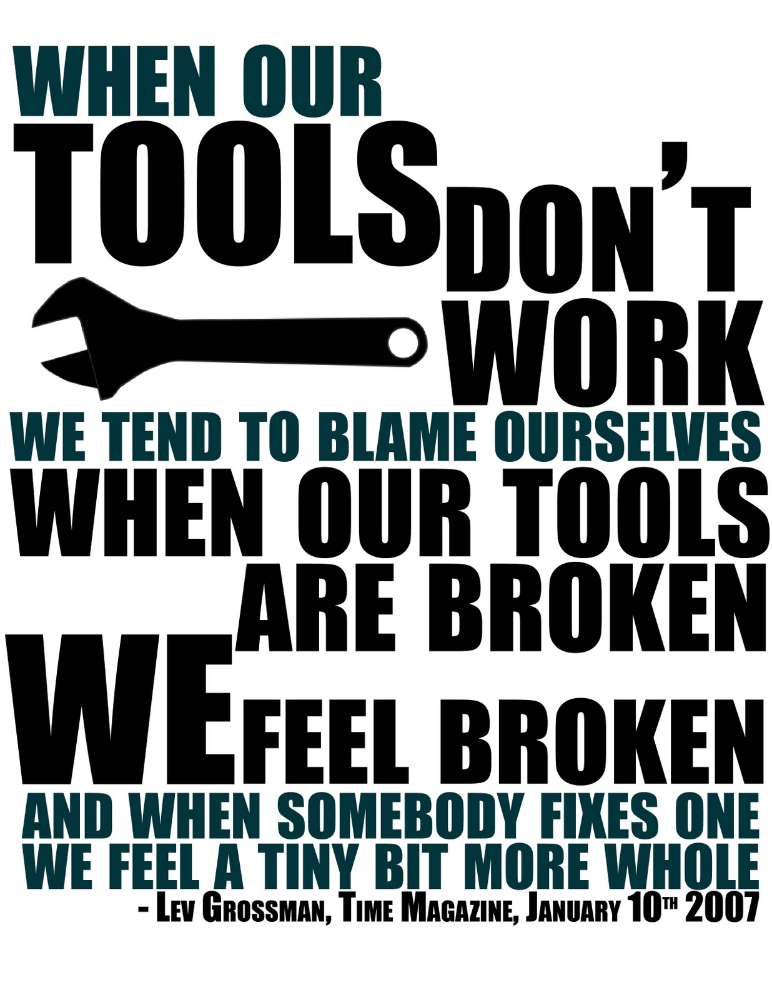 WHEN OUR
TOOLS
DON'T
WORK
WE TEND TO BLAME OURSELVES
WHEN OUR TOOLS
ARE BROKEN
WE FEEL BROKEN
AND WHEN SOMEBODY FIXES ONE
WE FEEL A TINY BIT MORE WHOLE
- LEV GROSSMAN, TIME MAGAZINE, JANUARY 10TH 2007